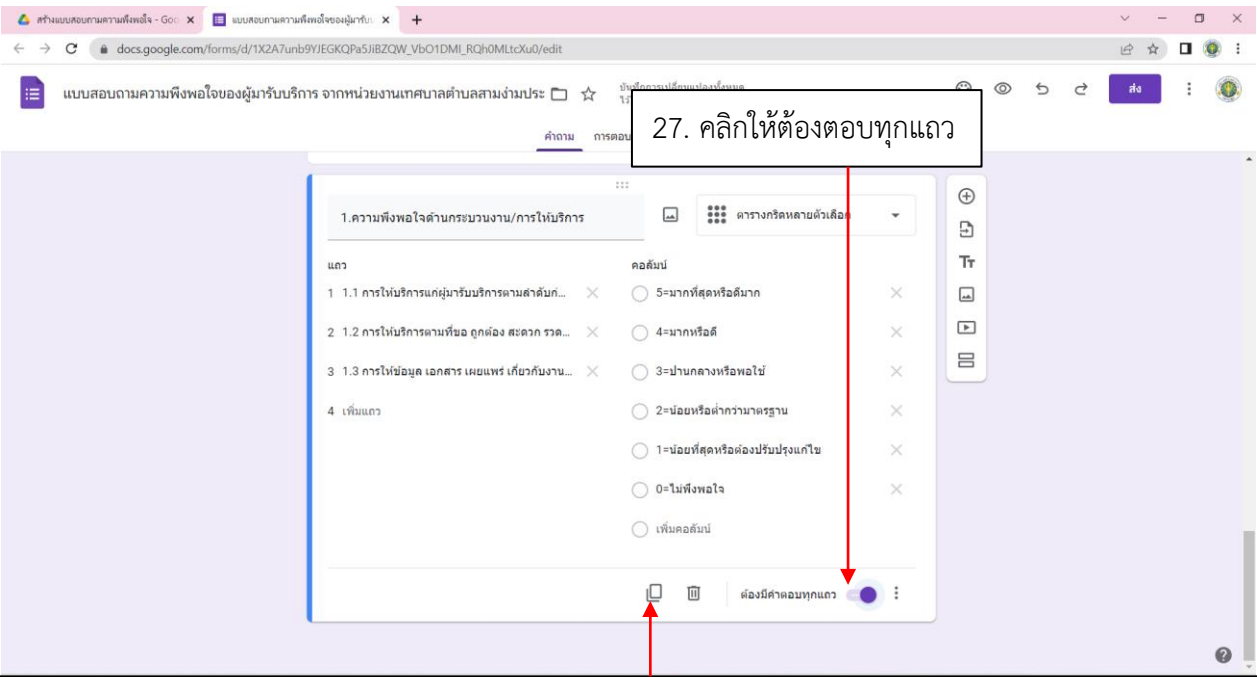 สร้างแบบสอบถามความพึงพอใจ - Goo
แบบสอบถามความพึงพอใจของผู้มารับ
docs.google.com/forms/d/1X2A7unb9YJEGKQPa5JiBZQW_VbO1DMI_RQh0MLtcXu0/edit
แบบสอบถามความพึงพอใจของผู้มารับบริการ จากหน่วยงานเทศบาลตำบลสามง่ามประ
บันทึกการเปลี่ยนแปลงทั้งหมด
ส่ง
27. คลิกให้ต้องตอบทุกแถว
คำถาม การตอบ
1.ความพึงพอใจด้านกระบวนงาน/การให้บริการ
ตารางกริดหลายตัวเลือก
แถว
คอลัมน์
1 1.1 การให้บริการแก่ผู้มารับบริการตามลำดับก่...
5=มากที่สุดหรือดีมาก
2 1.2 การให้บริการตามที่ขอ ถูกต้อง สะดวก รวด...
4=มากหรือดี
3 1.3 การให้ข้อมูล เอกสาร เผยแพร่ เกี่ยวกับงาน...
3=ปานกลางหรือพอใช้
4 เพิ่มแถว
2=น้อยหรือต่ำกว่ามาตรฐาน
1=น้อยที่สุดหรือต้องปรับปรุงแก้ไข
0=ไม่พึงพอใจ
เพิ่มคอลัมน์
ต้องมีคำตอบทุกแถว